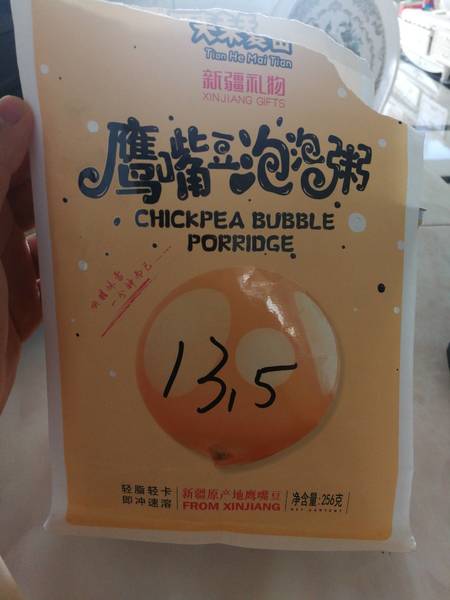 Tian He Mai Tian
新疆礼物
XINJIANG GIFTS
鹰嘴豆泡泡粥
CHICKPEA BUBBLE
PORRIDGE
13.5
轻脂轻卡
即冲速溶
新疆原产地鹰嘴豆
FROM XINJIANG
净含量:256克
NET CONTENT